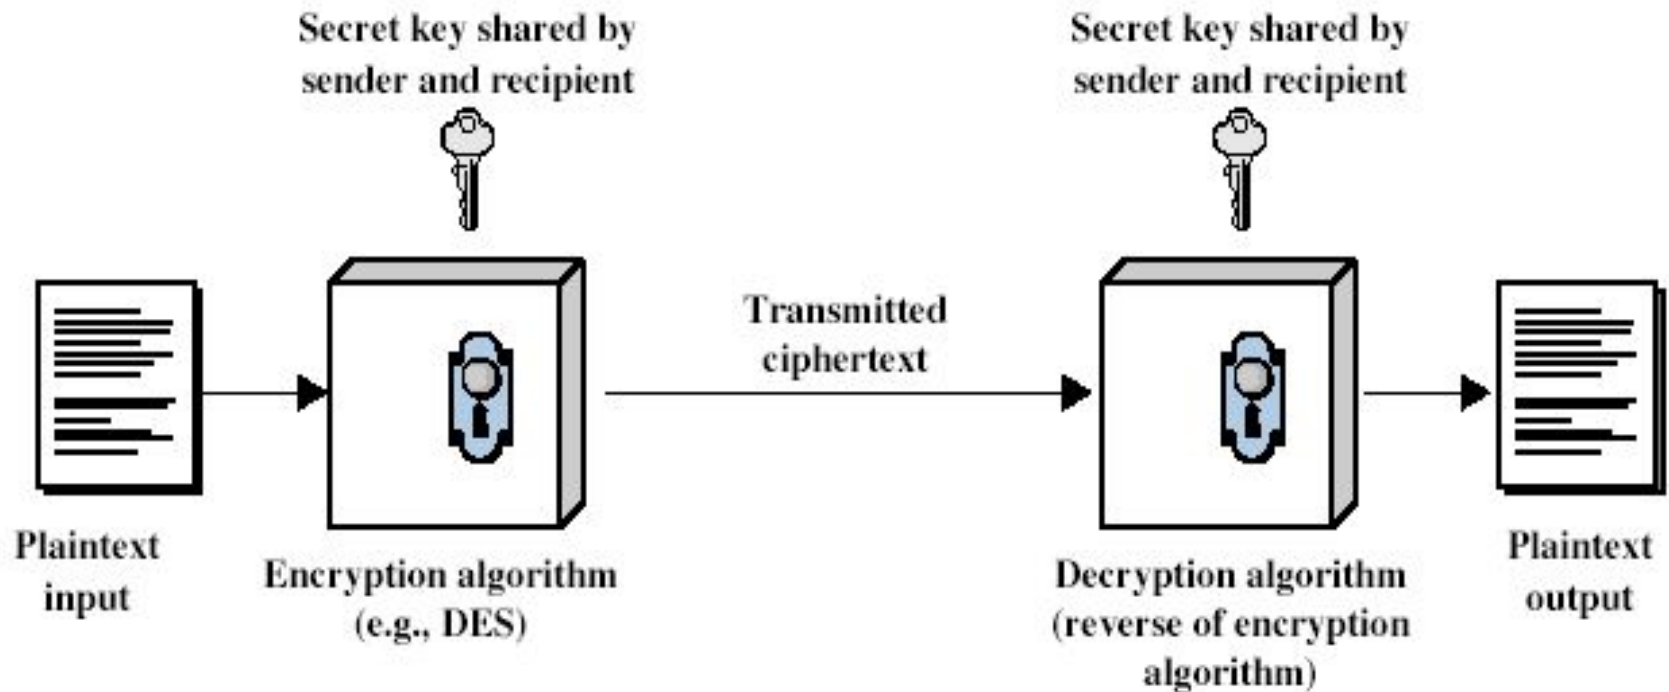 Secret key shared by
sender and recipient
Secret key shared by
sender and recipient
Transmitted
ciphertext
Plaintext
input
Encryption algorithm
(e.g., DES)
Decryption algorithm
(reverse of encryption
algorithm)
Plaintext
output